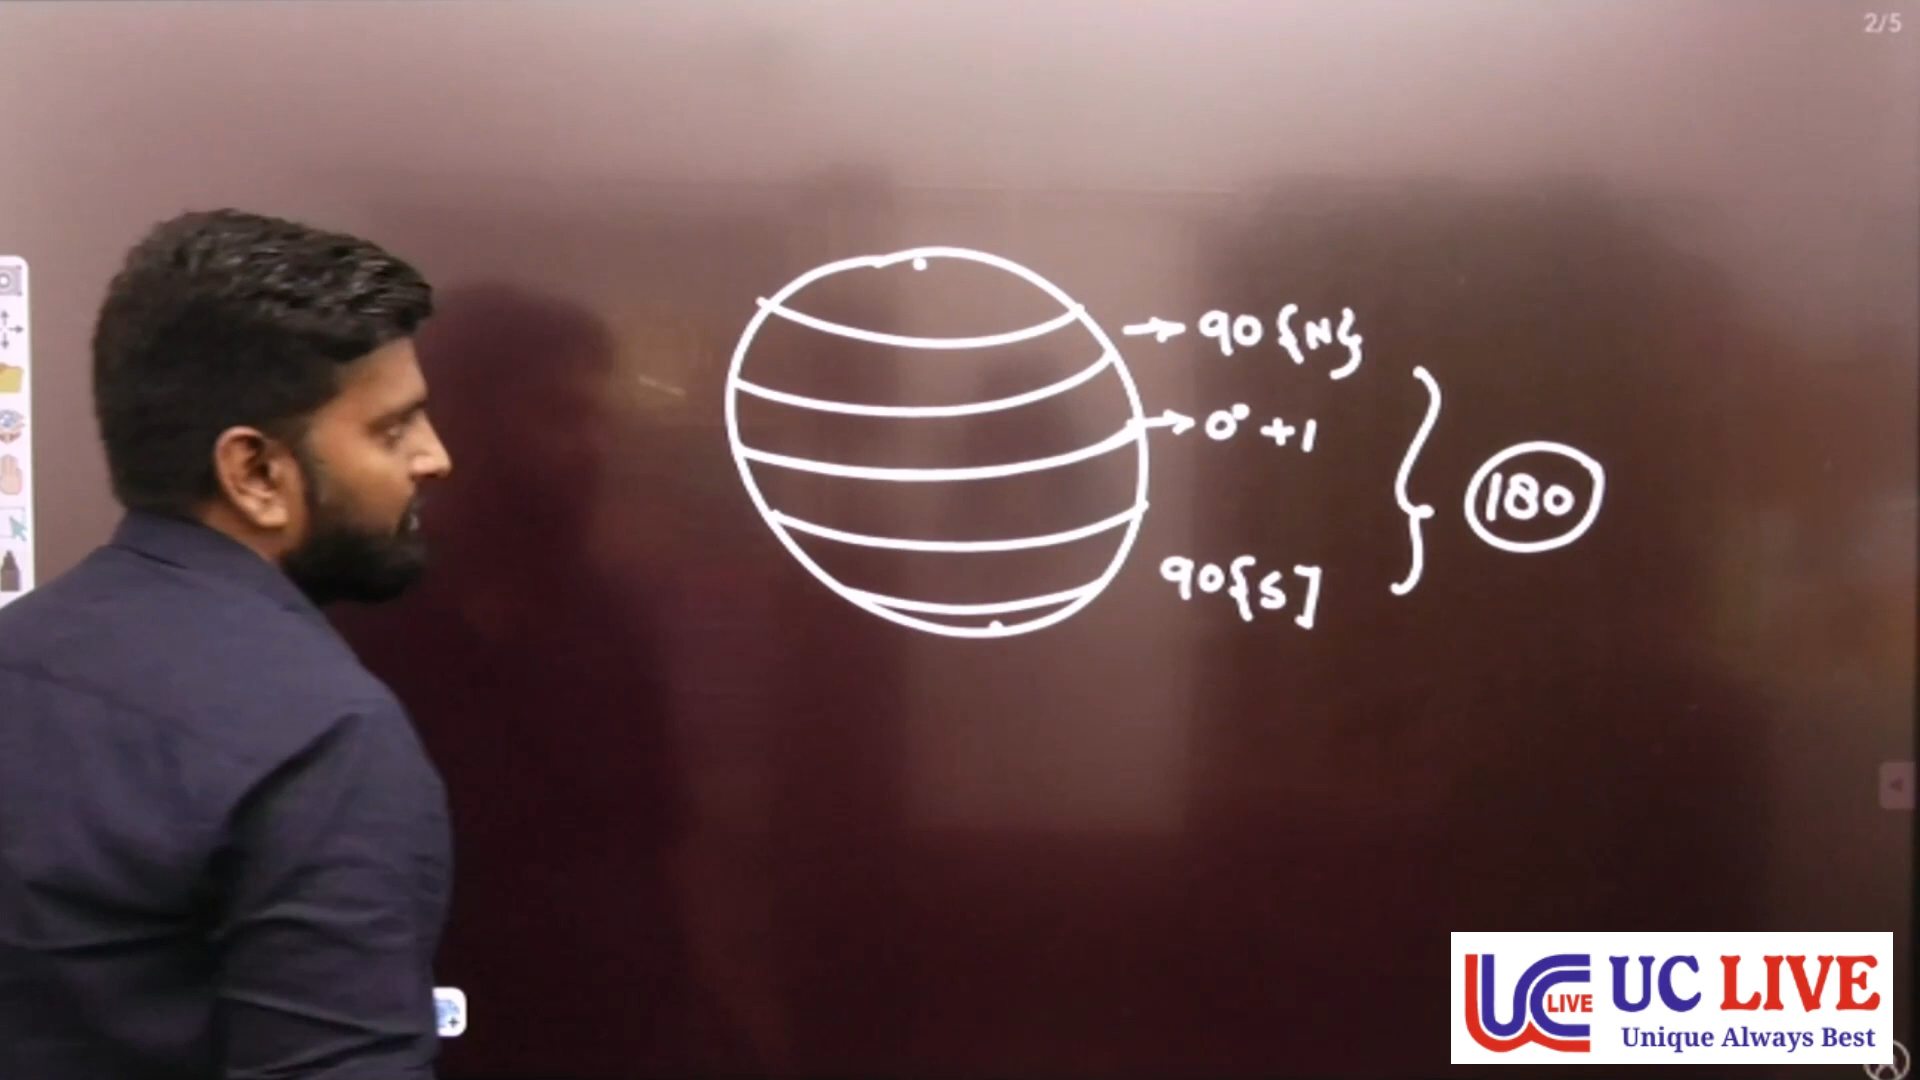 2/5
→ 90 {N}
→ 0° + 1
180
90{S]
LIVE
UC LIVE
Unique Always Best